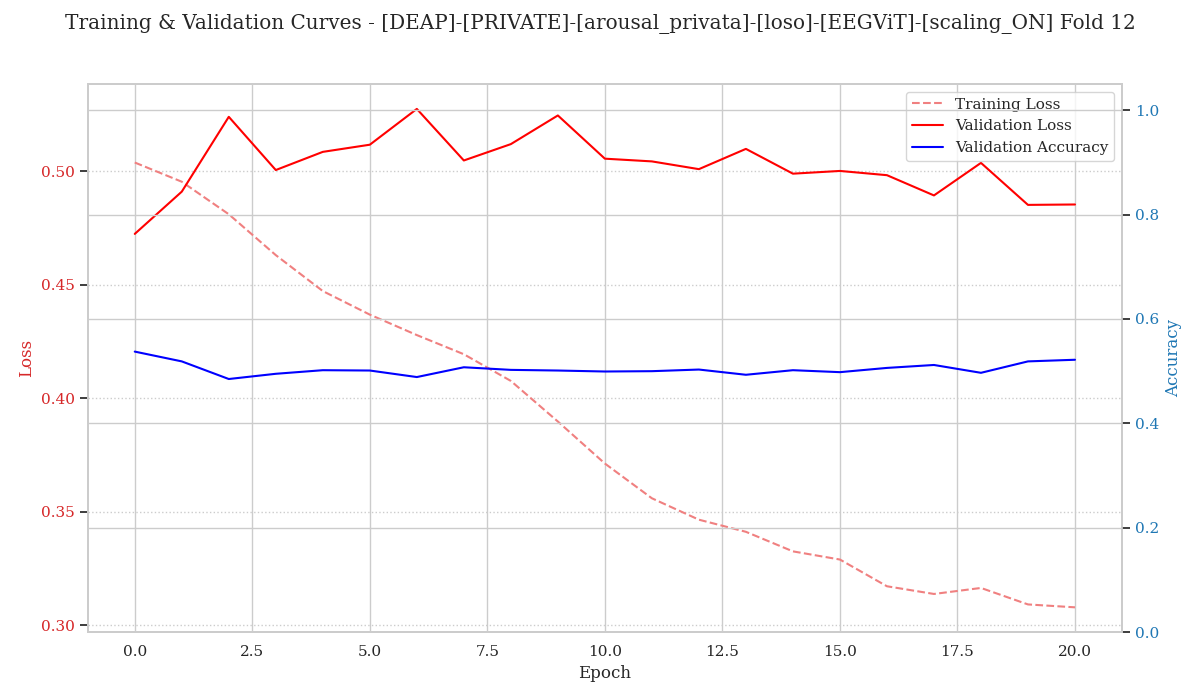 Training & Validation Curves - [DEAP]-[PRIVATE]-[arousal_privata]-[loso]-[EEGViT]-[scaling_ON] Fold 12
Training Loss
Validation Loss
Validation Accuracy
Loss
0.50
0.45
0.40
0.35
0.30
1.0
0.8
0.6
0.4
0.2
0.0
Accuracy
0.0 2.5 5.0 7.5 10.0 12.5 15.0 17.5 20.0
Epoch